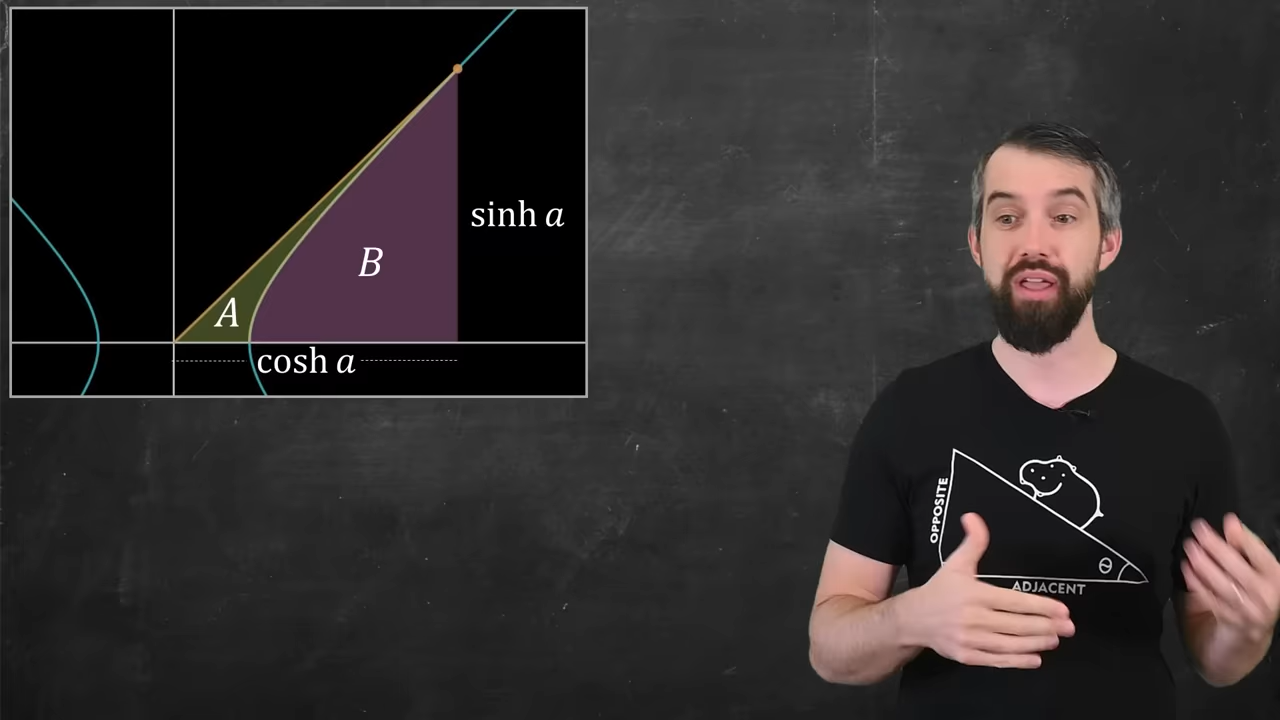 sinh a
B
A
cosh a
OPPOSITE
θ
ADJACENT